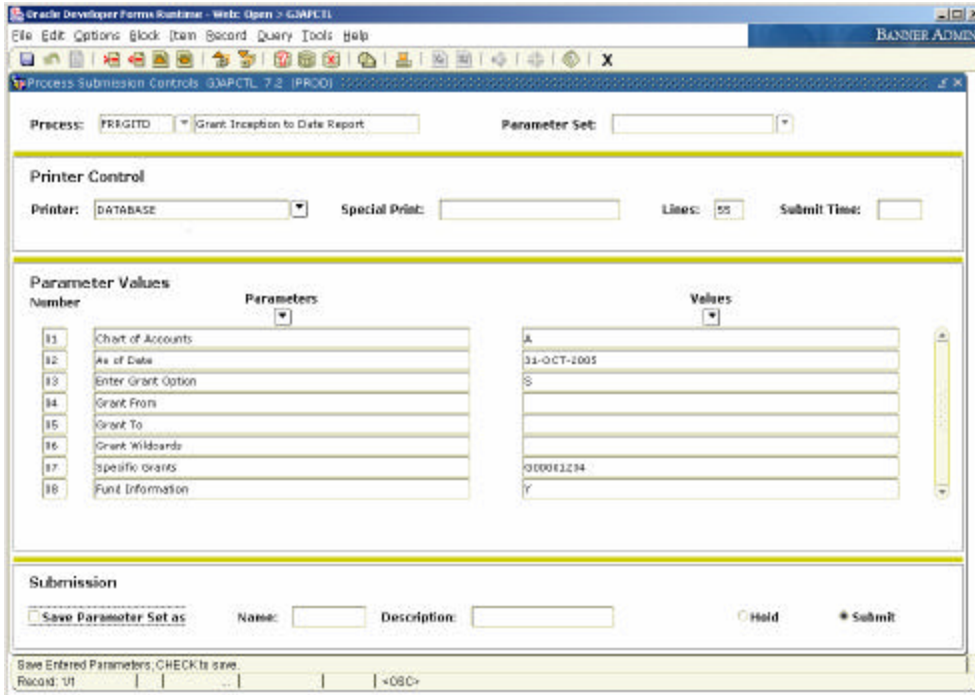 Oracle Developer Forms Runtime - Web: Open > GJAPCTL
File Edit Options Block Item Record Query Tools Help
BANNER ADMIN
X
Process Submission Controls GJAPCTL 7.2 (PROD)
Process: FRRGITD Grant Inception to Date Report Parameter Set:
Printer Control
Printer: DATABASE Special Print: Lines: 55 Submit Time:
Parameter Values
Number Parameters Values
01 Chart of Accounts A
02 As of Date 31-OCT-2005
03 Enter Grant Option S
04 Grant From
05 Grant To
06 Grant Wildcards
07 Specific Grants G00001234
08 Fund Information Y
Submission
Save Parameter Set as Name: Description: Hold Submit
Save Entered Parameters; CHECK to save.
Record: 1/1 ... <OSC>